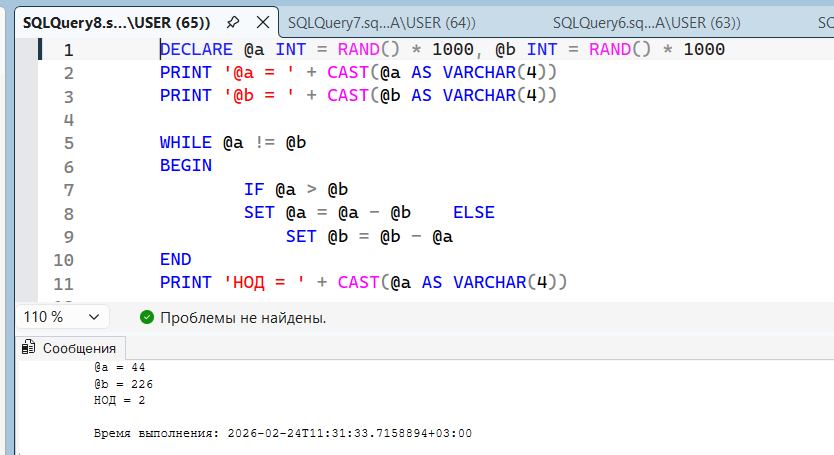 SQLQuery8.s...\USER (65)) SQLQuery7.sq...A\USER (64)) SQLQuery6.sq...A\USER (63)) SC
1 DECLARE @a INT = RAND() * 1000, @b INT = RAND() * 1000
2 PRINT '@a = ' + CAST(@a AS VARCHAR(4))
3 PRINT '@b = ' + CAST(@b AS VARCHAR(4))
4
5 WHILE @a != @b
6 BEGIN
7 IF @a > @b
8 SET @a = @a - @b ELSE
9 SET @b = @b - @a
10 END
11 PRINT 'НОД = ' + CAST(@a AS VARCHAR(4))
110 % Проблемы не найдены.
Сообщения
@a = 44
@b = 226
НОД = 2
Время выполнения: 2026-02-24T11:31:33.7158894+03:00